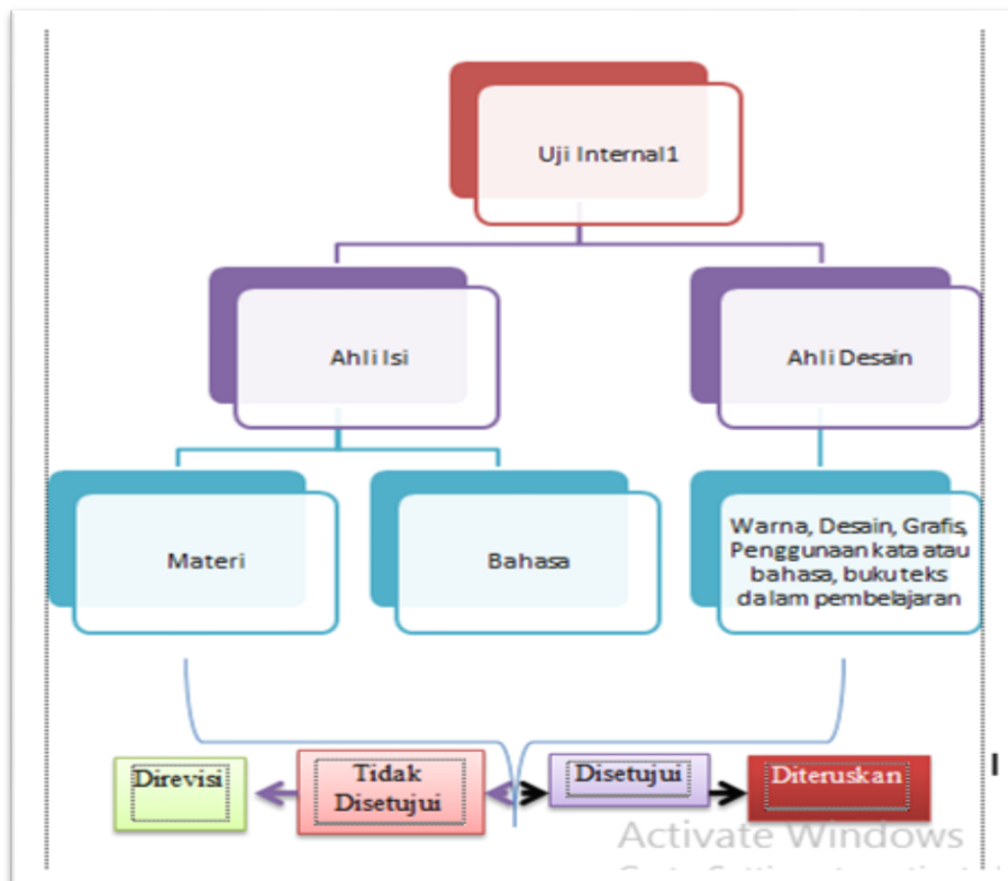 Uji Internal1
Ahli Isi
Ahli Desain
Materi
Bahasa
Warna, Desain, Grafis,
Penggunaan kata atau
bahasa, buku teks
dalam pembelajaran
Direvisi
Tidak
Disetujui
Disetujui
Diteruskan
I
Activate Windows